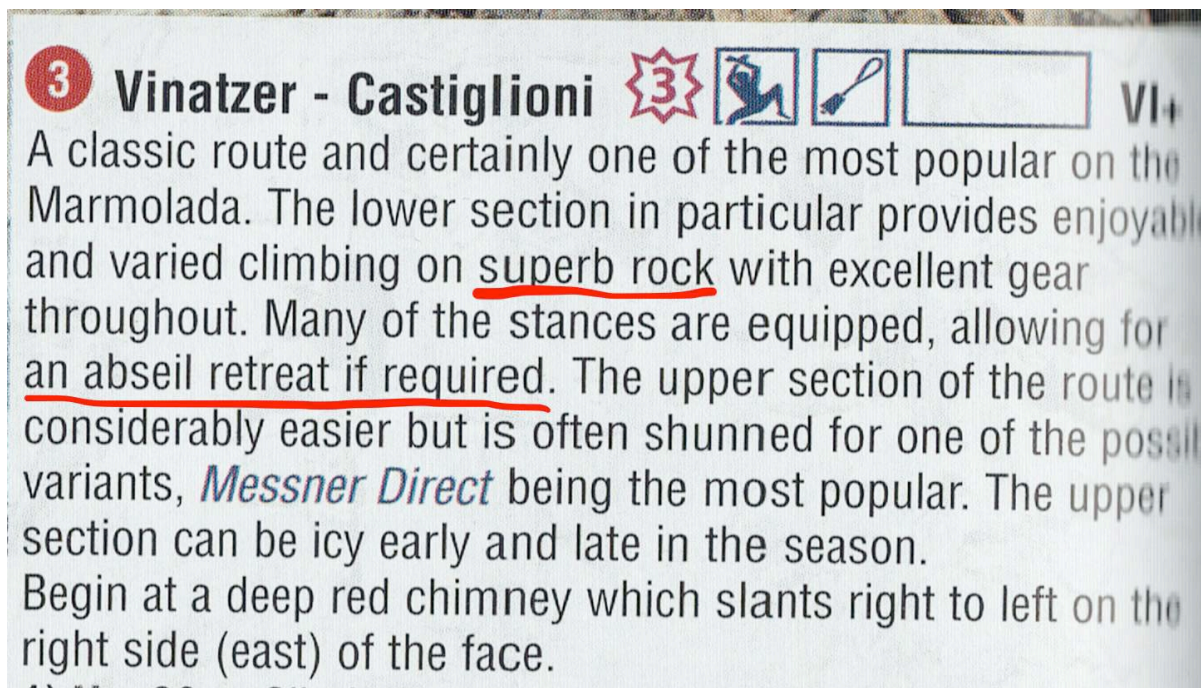 3 Vinatzer - Castiglioni 3 VI+
A classic route and certainly one of the most popular on the
Marmolada. The lower section in particular provides enjoyabl
and varied climbing on superb rock with excellent gear
throughout. Many of the stances are equipped, allowing for
an abseil retreat if required. The upper section of the route is
considerably easier but is often shunned for one of the possi
variants, Messner Direct being the most popular. The upper
section can be icy early and late in the season.
Begin at a deep red chimney which slants right to left on the
right side (east) of the face.